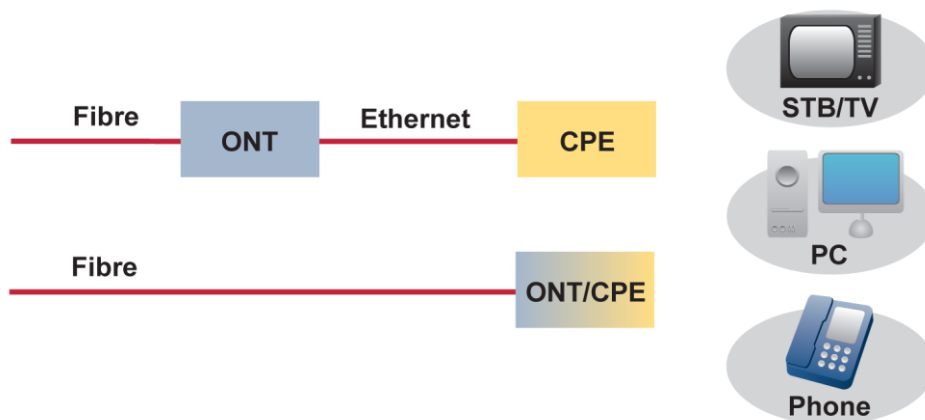 Fibre
ONT
Ethernet
CPE
STB/TV
PC
Fibre
ONT/CPE
Phone